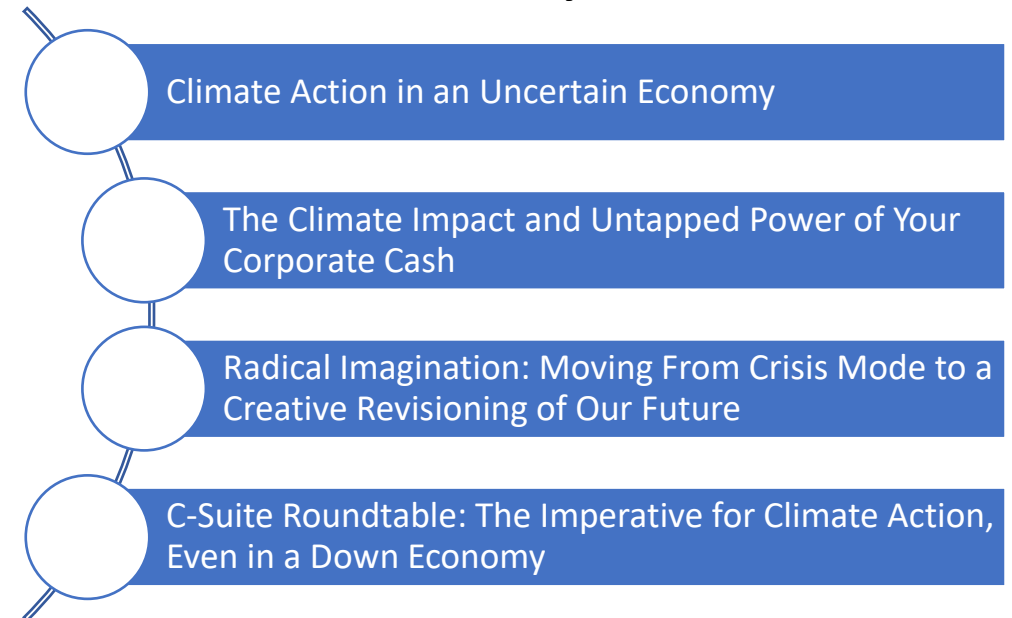 Climate Action in an Uncertain Economy
The Climate Impact and Untapped Power of Your
Corporate Cash
Radical Imagination: Moving From Crisis Mode to a
Creative Revisioning of Our Future
C-Suite Roundtable: The Imperative for Climate Action,
Even in a Down Economy